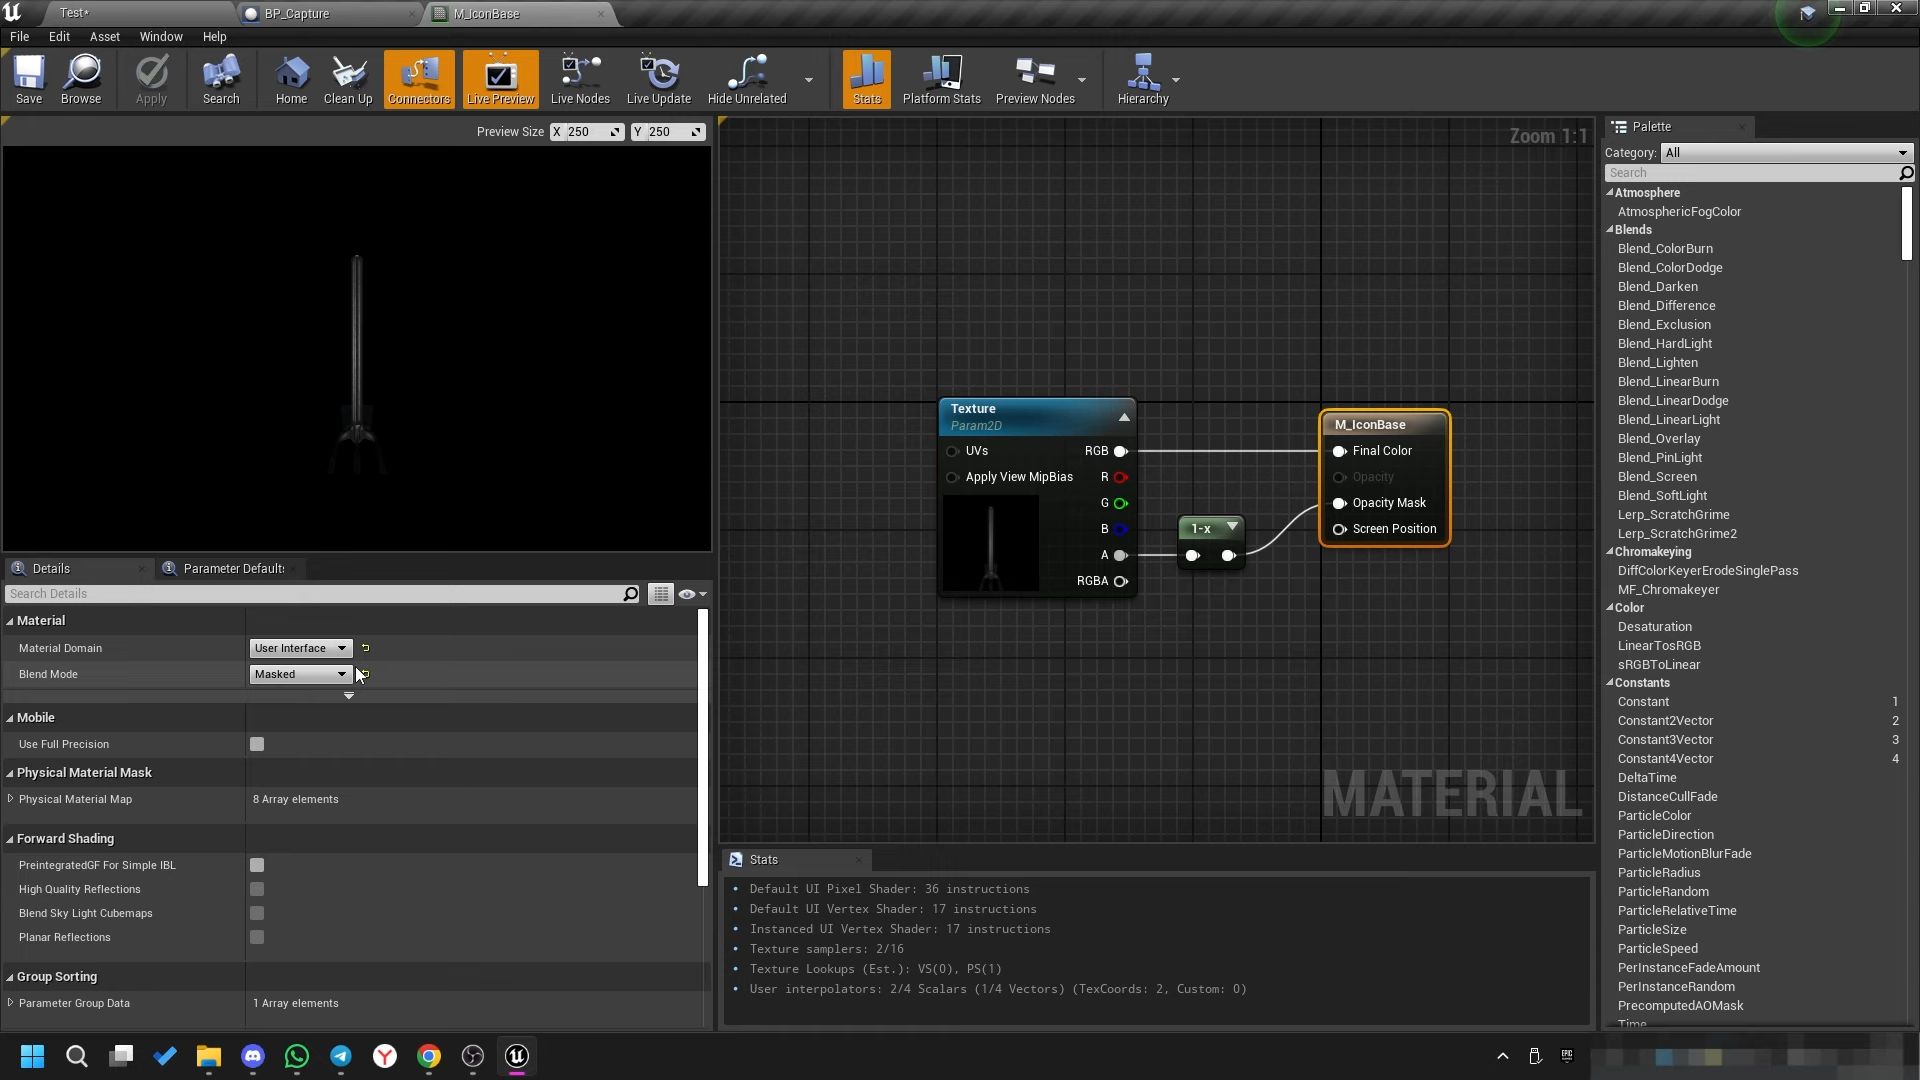 Test*
BP_Capture
M_IconBase
File Edit Asset Window Help
Save Browse Apply Search Home Clean Up Connectors Live Preview Live Nodes Live Update Hide Unrelated Stats Platform Stats Preview Nodes Hierarchy
Preview Size X 250 Y 250
Zoom 1:1
Texture
Param2D
UVs
RGB
Apply View MipBias
R
G
B
A
RGBA
1-x
M_IconBase
Final Color
Opacity
Opacity Mask
Screen Position
MATERIAL
Details
Parameter Defaults
Search Details
Material
Material Domain User Interface
Blend Mode Masked
Mobile
Use Full Precision
Physical Material Mask
Physical Material Map 8 Array elements
Forward Shading
PreintegratedGF For Simple IBL
High Quality Reflections
Blend Sky Light Cubemaps
Planar Reflections
Group Sorting
Parameter Group Data 1 Array elements
Stats
Default UI Pixel Shader: 36 instructions
Default UI Vertex Shader: 17 instructions
Instanced UI Vertex Shader: 17 instructions
Texture samplers: 2/16
Texture Lookups (Est.): VS(0), PS(1)
User interpolators: 2/4 Scalars (1/4 Vectors) (TexCoords: 2, Custom: 0)
Palette
Category: All
Search
Atmosphere
AtmosphericFogColor
Blends
Blend_ColorBurn
Blend_ColorDodge
Blend_Darken
Blend_Difference
Blend_Exclusion
Blend_HardLight
Blend_Lighten
Blend_LinearBurn
Blend_LinearDodge
Blend_LinearLight
Blend_Overlay
Blend_PinLight
Blend_Screen
Blend_SoftLight
Lerp_ScratchGrime
Lerp_ScratchGrime2
Chromakeying
DiffColorKeyerErodeSinglePass
MF_Chromakeyer
Color
Desaturation
LinearTosRGB
sRGBToLinear
Constants
Constant 1
Constant2Vector 2
Constant3Vector 3
Constant4Vector 4
DeltaTime
DistanceCullFade
ParticleColor
ParticleDirection
ParticleMotionBlurFade
ParticleRadius
ParticleRandom
ParticleRelativeTime
ParticleSize
ParticleSpeed
PerInstanceFadeAmount
PerInstanceRandom
PrecomputedAOMask
Time
EPIC